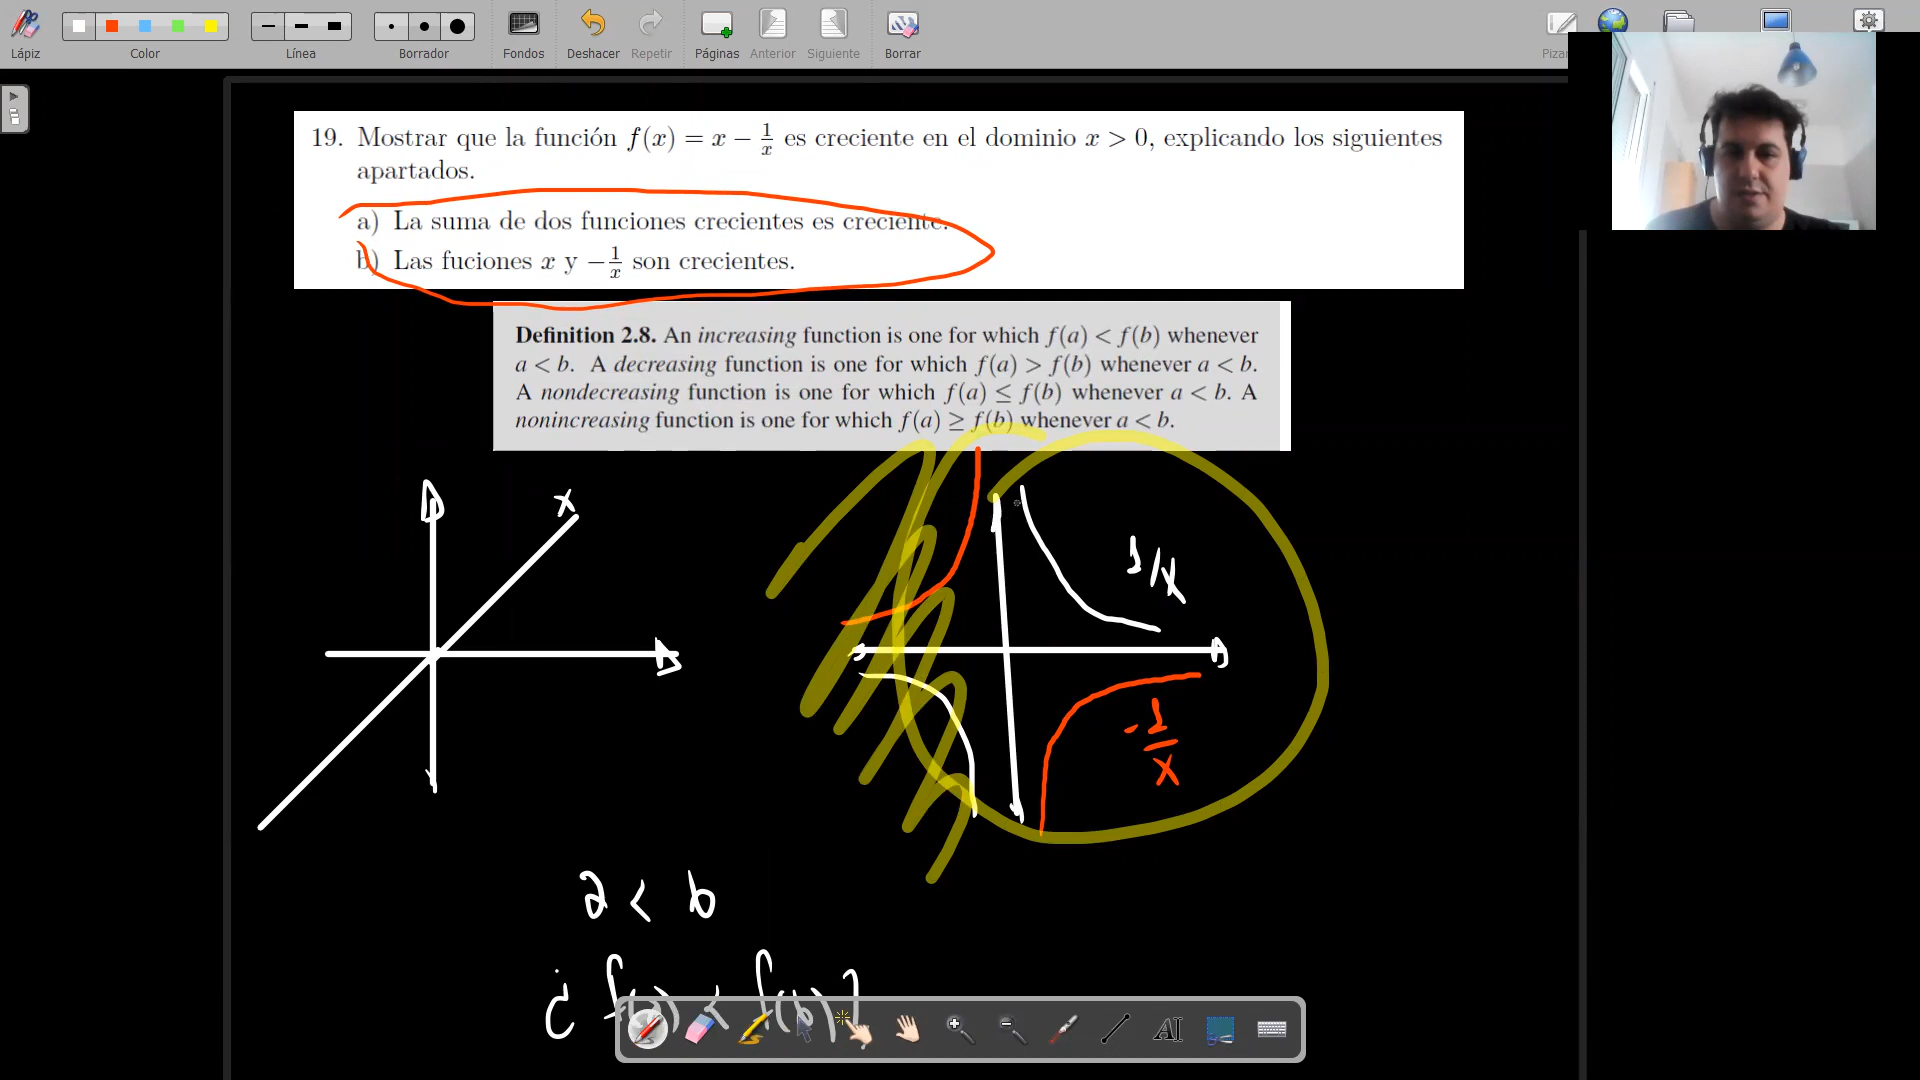 Lápiz Color Línea Borrador Fondos Deshacer Repetir Páginas Anterior Siguiente Borrar
19. Mostrar que la función f(x) = x − 1/x es creciente en el dominio x > 0, explicando los siguientes
apartados.
a) La suma de dos funciones crecientes es creciente.
b) Las fuciones x y −1/x son crecientes.
Definition 2.8. An increasing function is one for which f(a) < f(b) whenever
a < b. A decreasing function is one for which f(a) > f(b) whenever a < b.
A nondecreasing function is one for which f(a) ≤ f(b) whenever a < b. A
nonincreasing function is one for which f(a) ≥ f(b) whenever a < b.
x
1/x
-1/x
a < b
¿ f(a) < f(b) ?
AI